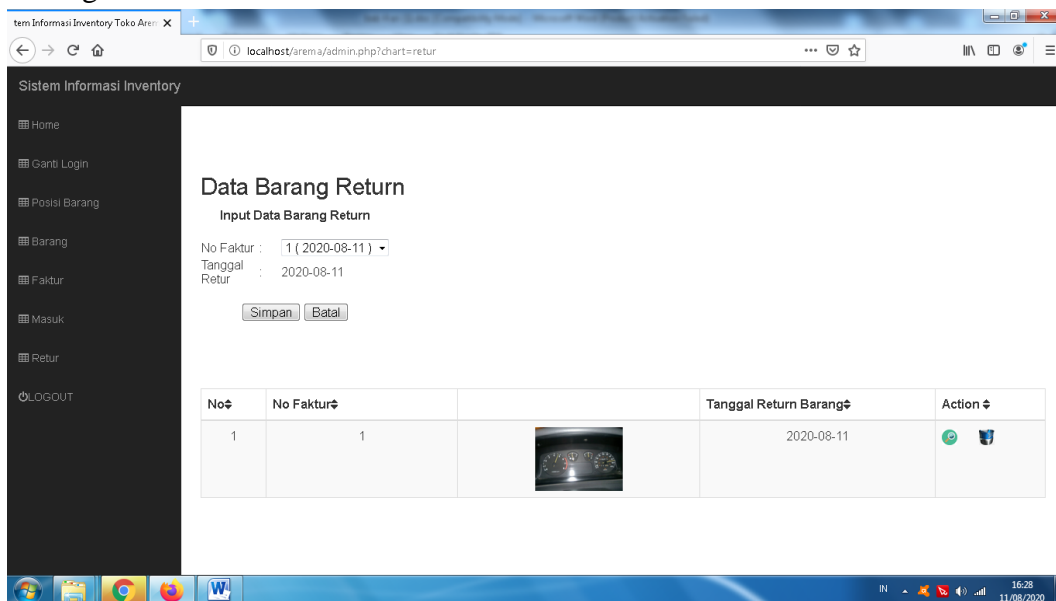 tem Informasi Inventory Toko Arem
localhost/arema/admin.php?chart=retur
Sistem Informasi Inventory
Home
Ganti Login
Posisi Barang
Barang
Faktur
Masuk
Retur
LOGOUT
Data Barang Return
Input Data Barang Return
No Faktur : 1 ( 2020-08-11 )
Tanggal Retur : 2020-08-11
Simpan Batal
No No Faktur Tanggal Return Barang Action
1 1 2020-08-11
IN 16:28
11/08/2020